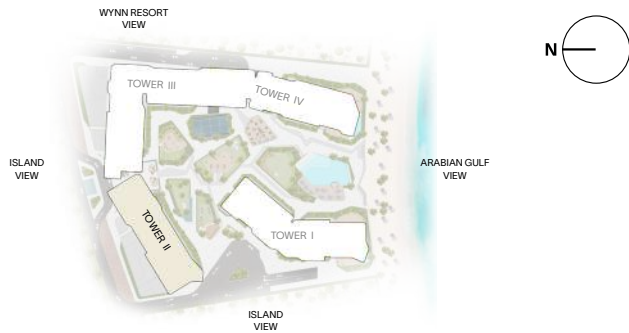 WYNN RESORT
VIEW
N
TOWER III
TOWER IV
ISLAND
VIEW
ARABIAN GULF
VIEW
TOWER II
TOWER I
ISLAND
VIEW